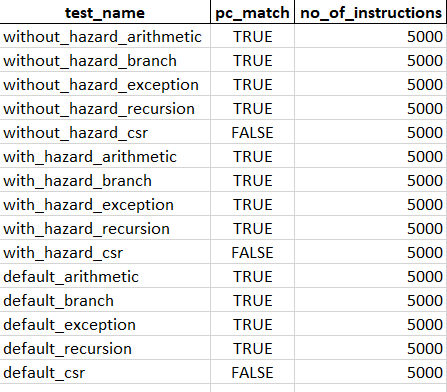 test_name pc_match no_of_instructions
without_hazard_arithmetic TRUE 5000
without_hazard_branch TRUE 5000
without_hazard_exception TRUE 5000
without_hazard_recursion TRUE 5000
without_hazard_csr FALSE 5000
with_hazard_arithmetic TRUE 5000
with_hazard_branch TRUE 5000
with_hazard_exception TRUE 5000
with_hazard_recursion TRUE 5000
with_hazard_csr FALSE 5000
default_arithmetic TRUE 5000
default_branch TRUE 5000
default_exception TRUE 5000
default_recursion TRUE 5000
default_csr FALSE 5000